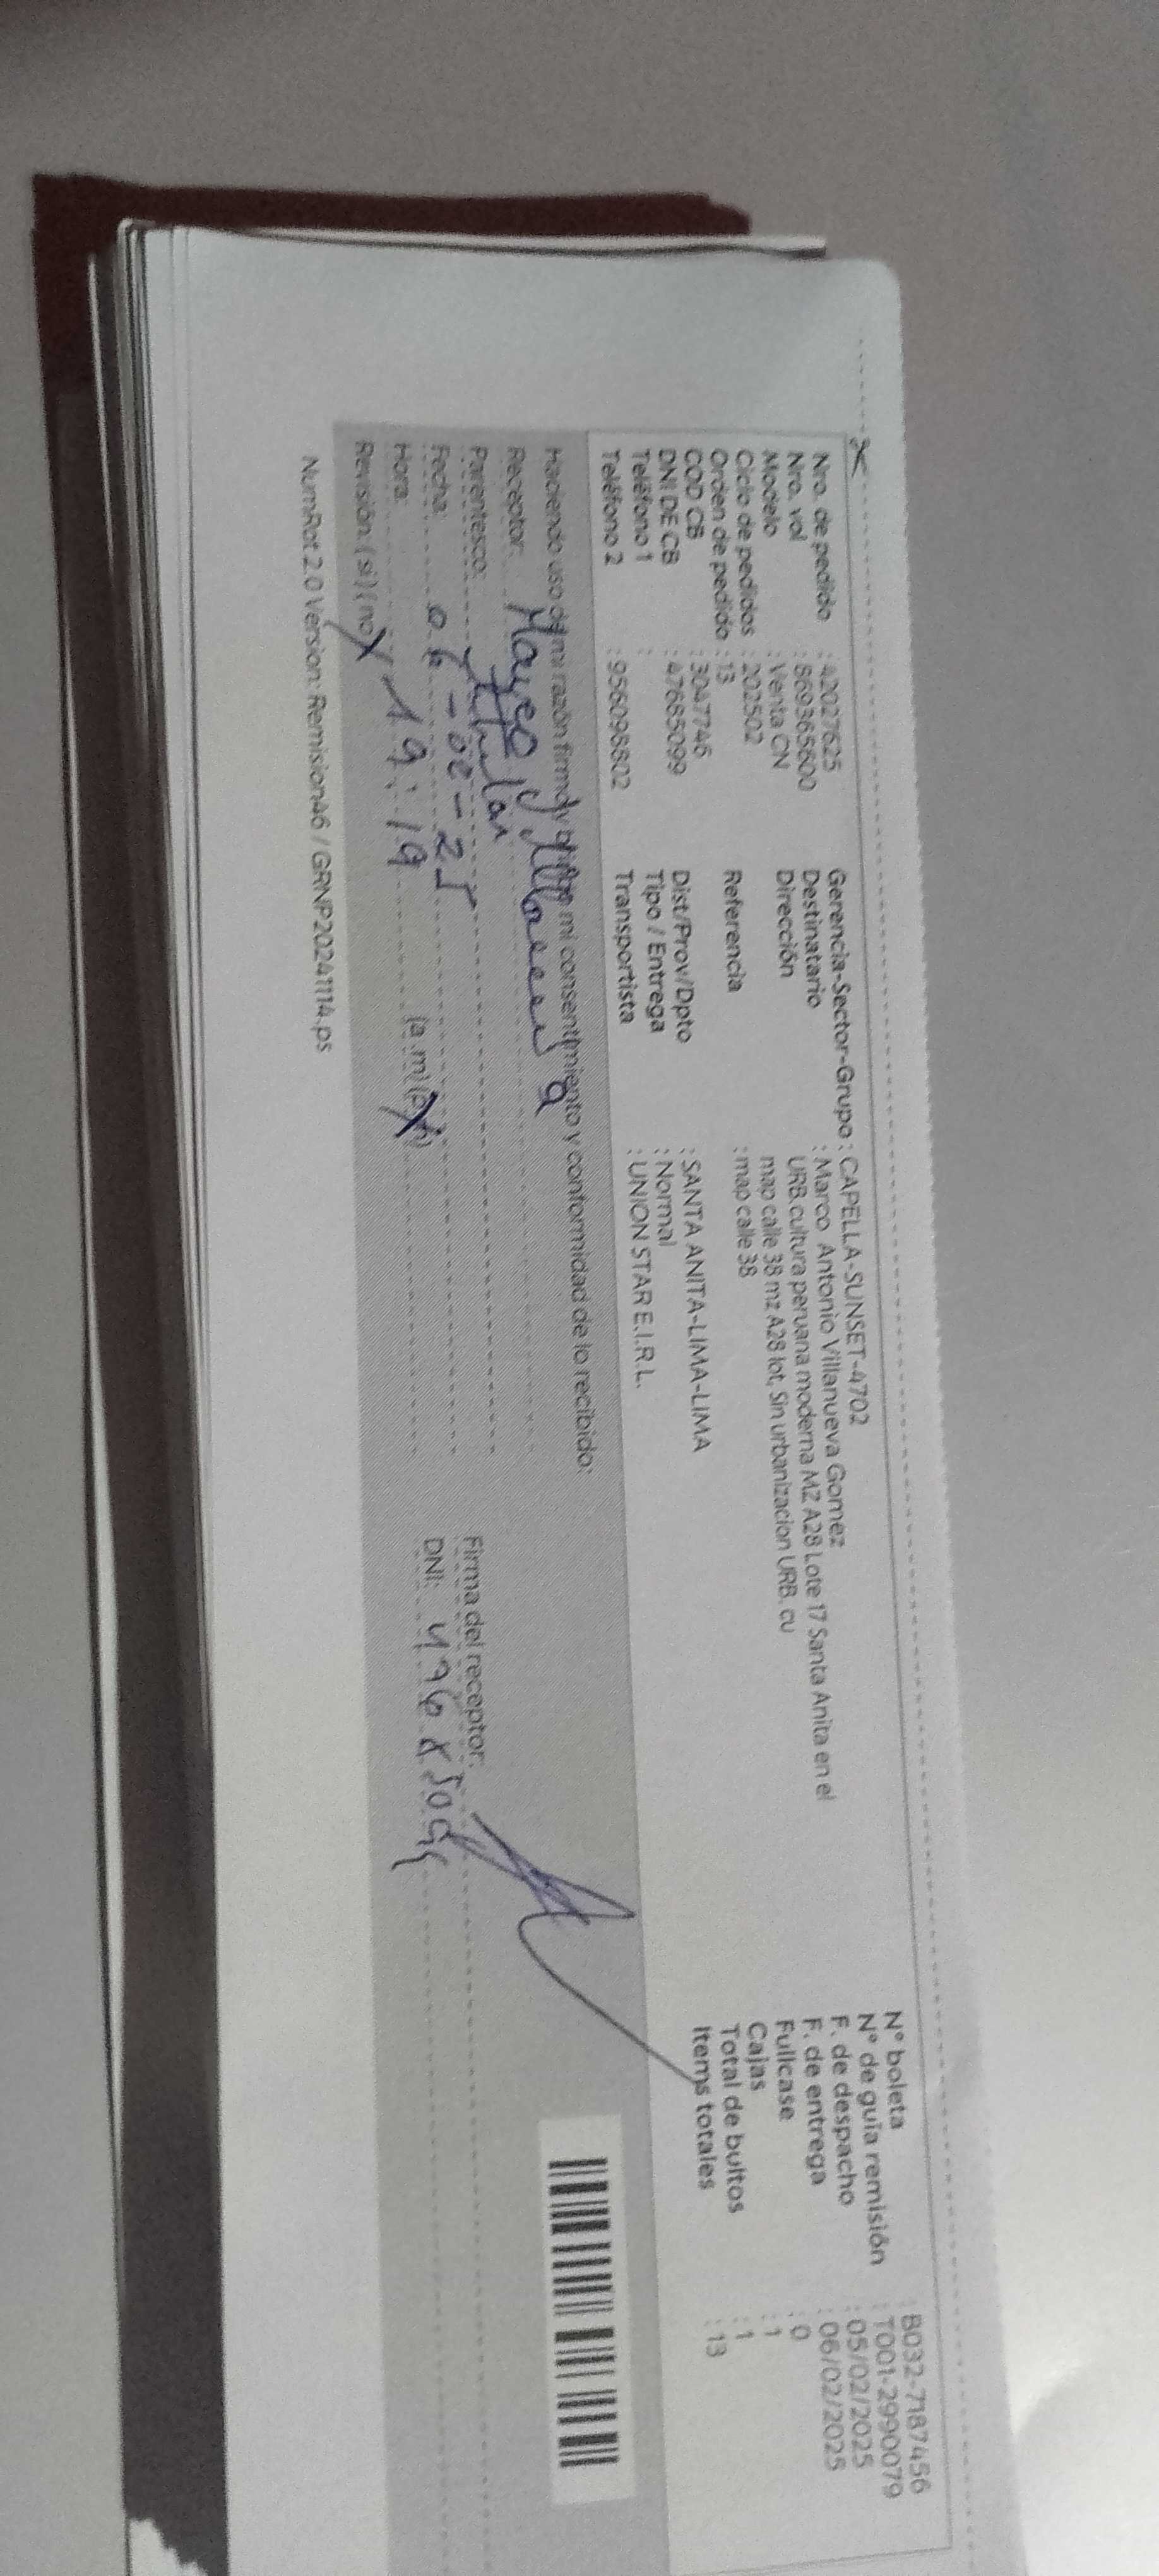 Nro. de pedido : 42027625
Nro. vol : 869365600
Modelo : Venta CN
Ciclo de pedidos : 202502
Orden de pedido : 13
COD CB : 3047746
DNI DE CB : 47665099
Teléfono 1 :
Teléfono 2 : 956096602
Gerencia-Sector-Grupo : CAPELLA-SUNSET-4702
Destinatario : Marco Antonio Villanueva Gomez
Dirección URB.cultura peruana moderna MZ A28 Lote 17 Santa Anita en el
map calle 38 mz A28 lot, Sin urbanizacion URB. cu
Referencia : map calle 38
Dist/Prov/Dpto : SANTA ANITA-LIMA-LIMA
Tipo / Entrega : Normal
Transportista : UNION STAR E.I.R.L.
N° boleta : B032-7187456
N° de guía remisión : T001-2990079
F. de despacho : 05/02/2025
F. de entrega : 06/02/2025
Fullcase : 0
Cajas : 1
Total de bultos : 1
Items totales : 13
Haciendo uso de mi razón firmo y brindo mi consentimiento y conformidad de lo recibido:
Receptor:
Parentesco: titular
Fecha: 06-02-25
Hora: 19:19 (a.m) (p.m)
Revisión: (si) (no)
Firma del receptor:
DNI:
NumRot 2.0 Version: Remision46 / GRNP20241114.ps